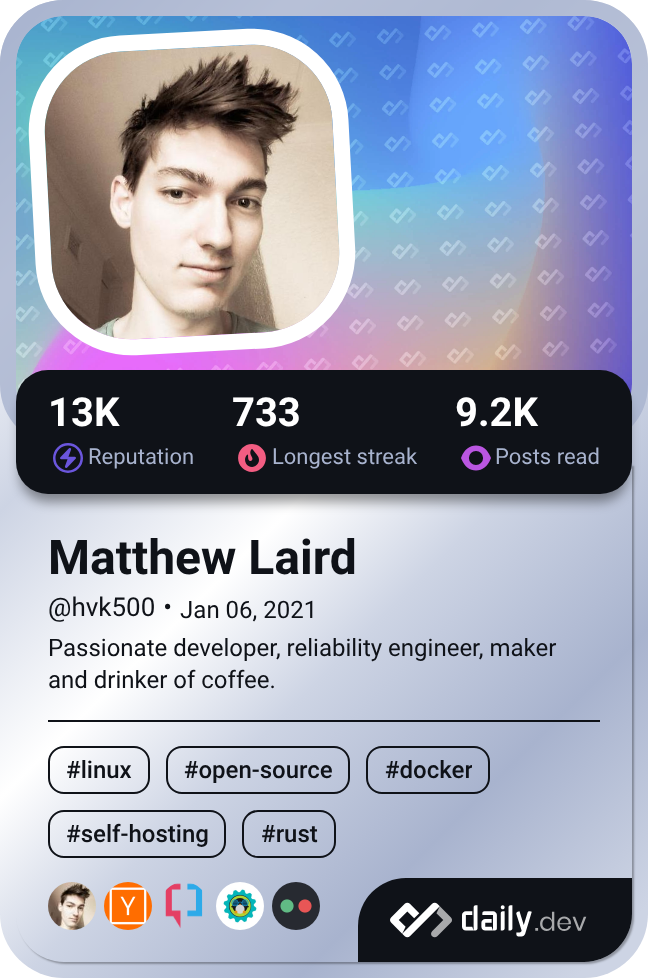 13K 733 9.2K
Reputation Longest streak Posts read
Matthew Laird
@hvk500 • Jan 06, 2021
Passionate developer, reliability engineer, maker
and drinker of coffee.
#linux #open-source #docker
#self-hosting #rust
Y
daily.dev